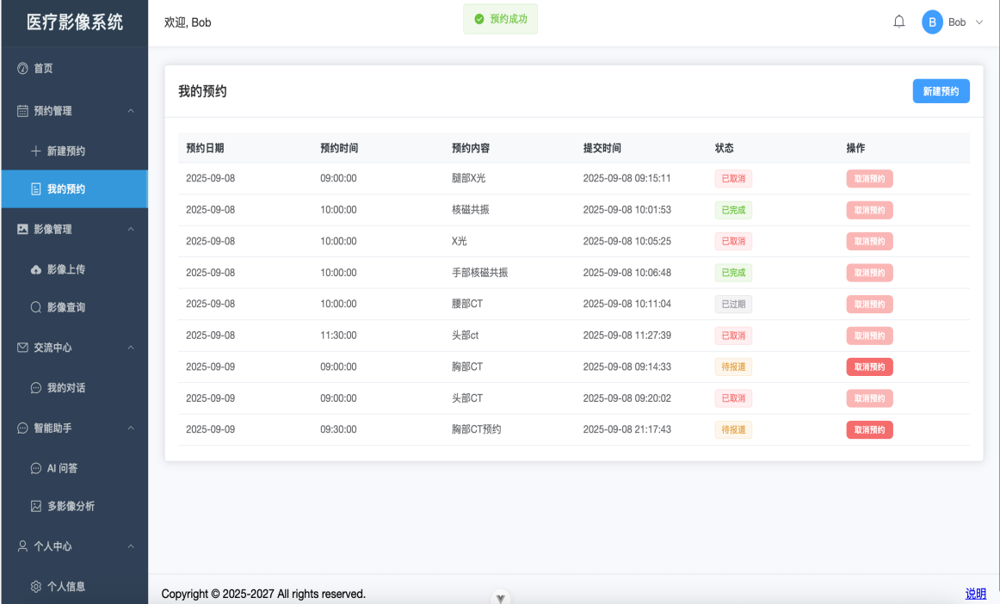 医疗影像系统
欢迎, Bob
预约成功
B Bob
首页
预约管理
新建预约
我的预约
影像管理
影像上传
影像查询
交流中心
我的对话
智能助手
AI 问答
多影像分析
个人中心
个人信息
我的预约
新建预约
预约日期 预约时间 预约内容 提交时间 状态 操作
2025-09-08 09:00:00 腿部X光 2025-09-08 09:15:11 已取消 取消预约
2025-09-08 10:00:00 核磁共振 2025-09-08 10:01:53 已完成 取消预约
2025-09-08 10:00:00 X光 2025-09-08 10:05:25 已取消 取消预约
2025-09-08 10:00:00 手部核磁共振 2025-09-08 10:06:48 已完成 取消预约
2025-09-08 10:00:00 腰部CT 2025-09-08 10:11:04 已过期 取消预约
2025-09-08 11:30:00 头部ct 2025-09-08 11:27:39 已取消 取消预约
2025-09-09 09:00:00 胸部CT 2025-09-08 09:14:33 待报道 取消预约
2025-09-09 09:00:00 头部CT 2025-09-08 09:20:02 已取消 取消预约
2025-09-09 09:30:00 胸部CT预约 2025-09-08 21:17:43 待报道 取消预约
Copyright © 2025-2027 All rights reserved.
说明